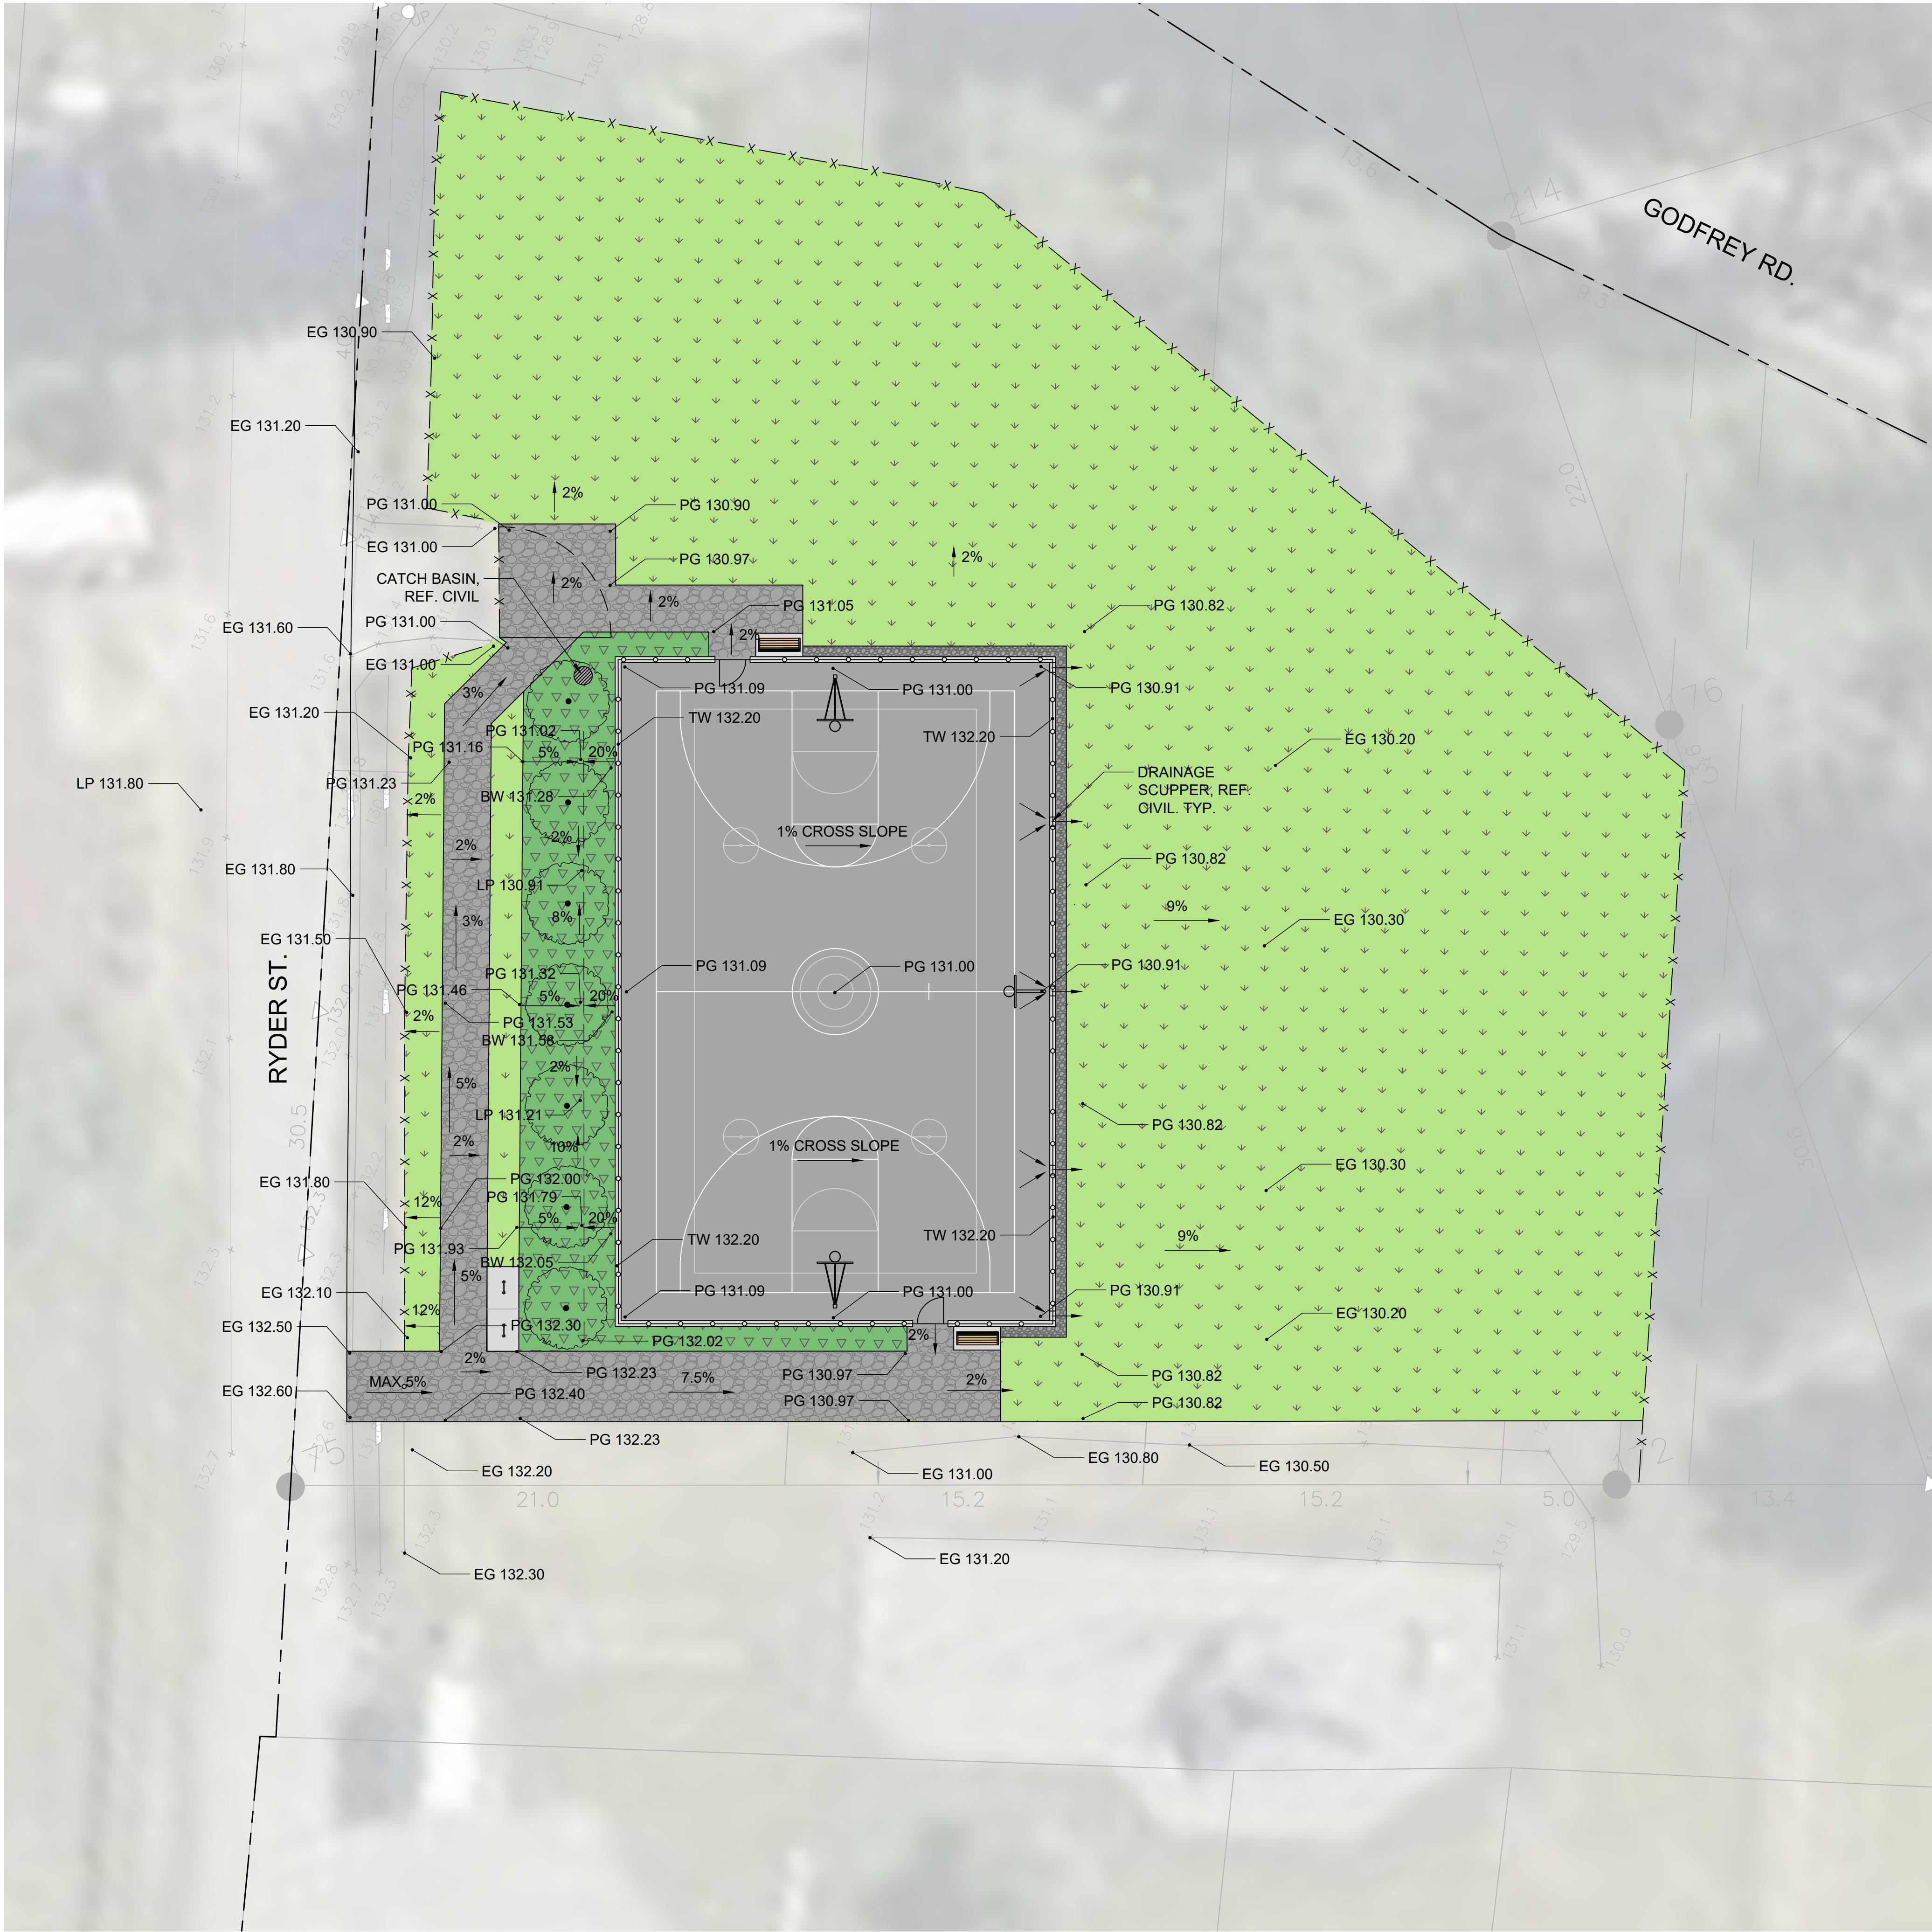 GODFREY RD.
214
13.6
9.3
EG 130.90
EG 131.20
2%
PG 131.00
PG 130.90
EG 131.00
PG 130.97
2%
CATCH BASIN,
REF. CIVIL
2%
2%
PG 131.05
PG 130.82
PG 131.00
EG 131.60
2%
EG 131.00
3%
PG 131.09
PG 131.00
PG 130.91
176
EG 131.20
TW 132.20
PG 131.02
TW 132.20
EG 130.20
PG 131.16
5%
20%
LP 131.80
PG 131.23
DRAINAGE
SCUPPER, REF.
CIVIL. TYP.
2%
BW 131.28
2%
1% CROSS SLOPE
2%
PG 130.82
EG 131.80
LP 130.91
9%
3%
8%
EG 130.30
EG 131.50
PG 131.09
PG 131.00
PG 130.91
PG 131.32
PG 131.46
5%
20%
RYDER ST.
2%
PG 131.53
BW 131.58
2%
5%
LP 131.21
PG 130.82
30.5
2%
10%
1% CROSS SLOPE
EG 130.30
EG 131.80
PG 132.00
PG 131.79
12%
5%
20%
TW 132.20
TW 132.20
9%
PG 131.93
BW 132.05
5%
EG 132.10
PG 131.09
PG 131.00
PG 130.91
12%
EG 130.20
EG 132.50
PG 132.30
2%
PG 132.02
2%
PG 132.23
7.5%
PG 130.97
2%
PG 130.82
MAX. 5%
EG 132.60
PG 132.40
PG 130.97
PG 130.82
PG 132.23
EG 132.20
EG 131.00
EG 130.80
EG 130.50
21.0
15.2
15.2
5.0
13.4
EG 131.20
EG 132.30